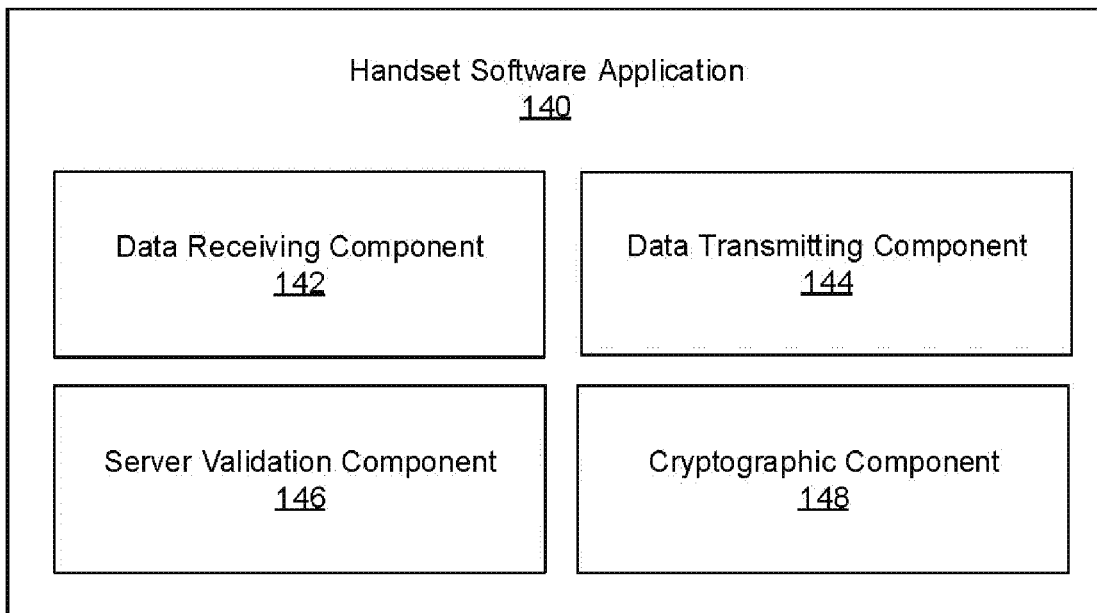 Handset Software Application
140
Data Receiving Component
142
Data Transmitting Component
144
Server Validation Component
146
Cryptographic Component
148